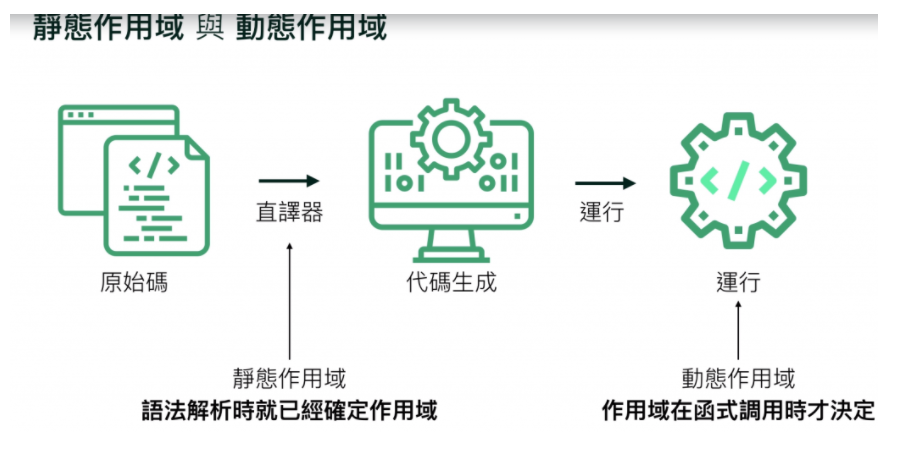 靜態作用域 與 動態作用域
</>
</>
直譯器
運行
原始碼
代碼生成
運行
靜態作用域
語法解析時就已經確定作用域
動態作用域
作用域在函式調用時才決定